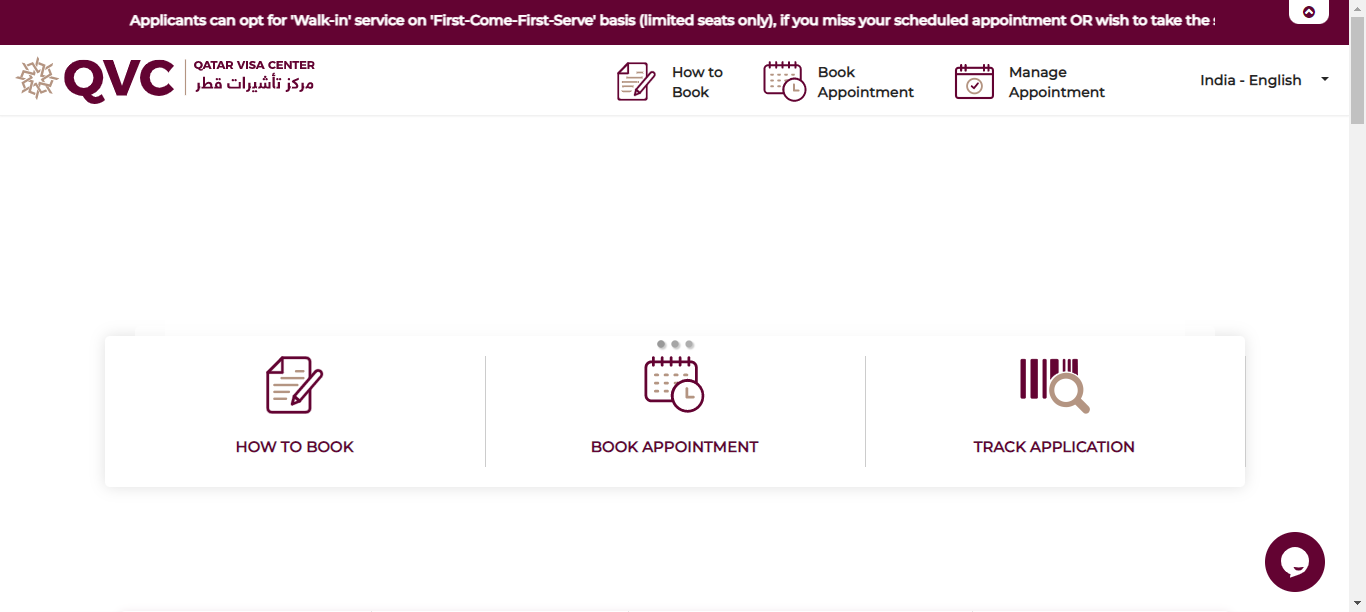 Applicants can opt for 'Walk-in' service on 'First-Come-First-Serve' basis (limited seats only), if you miss your scheduled appointment OR wish to take the
QVC
QATAR VISA CENTER
مركز تأشيرات قطر
How to
Book
Book
Appointment
Manage
Appointment
India - English
HOW TO BOOK
BOOK APPOINTMENT
TRACK APPLICATION